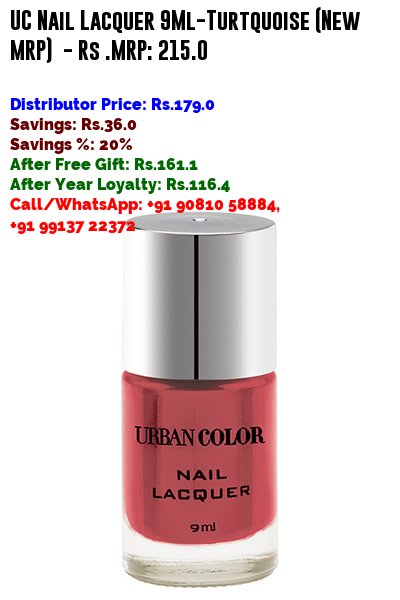 UC Nail Lacquer 9Ml-Turtquoise (New
MRP) - Rs .MRP: 215.0
Distributor Price: Rs.179.0
Savings: Rs.36.0
Savings %: 20%
After Free Gift: Rs.161.1
After Year Loyalty: Rs.116.4
Call/WhatsApp: +91 90810 58884,
+91 99137 22372
URBAN COLOR
NAIL
LACQUER
9ml